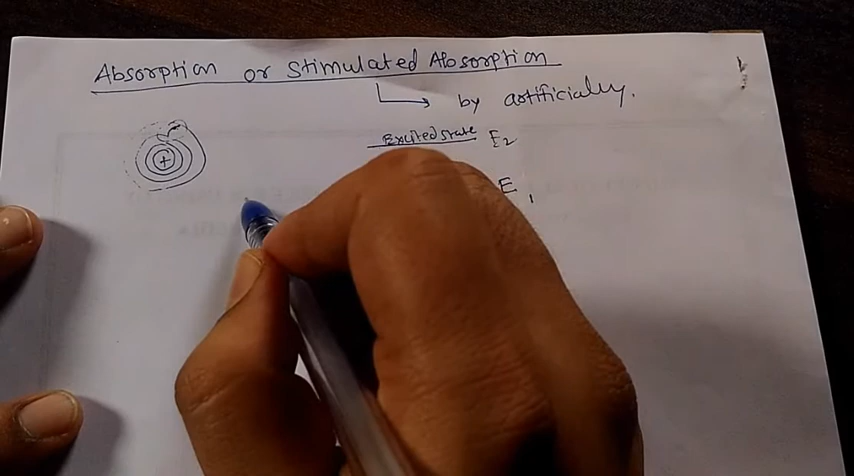 Absorption or Stimulated Absorption
by artificially.
+
Excited state E2
E1